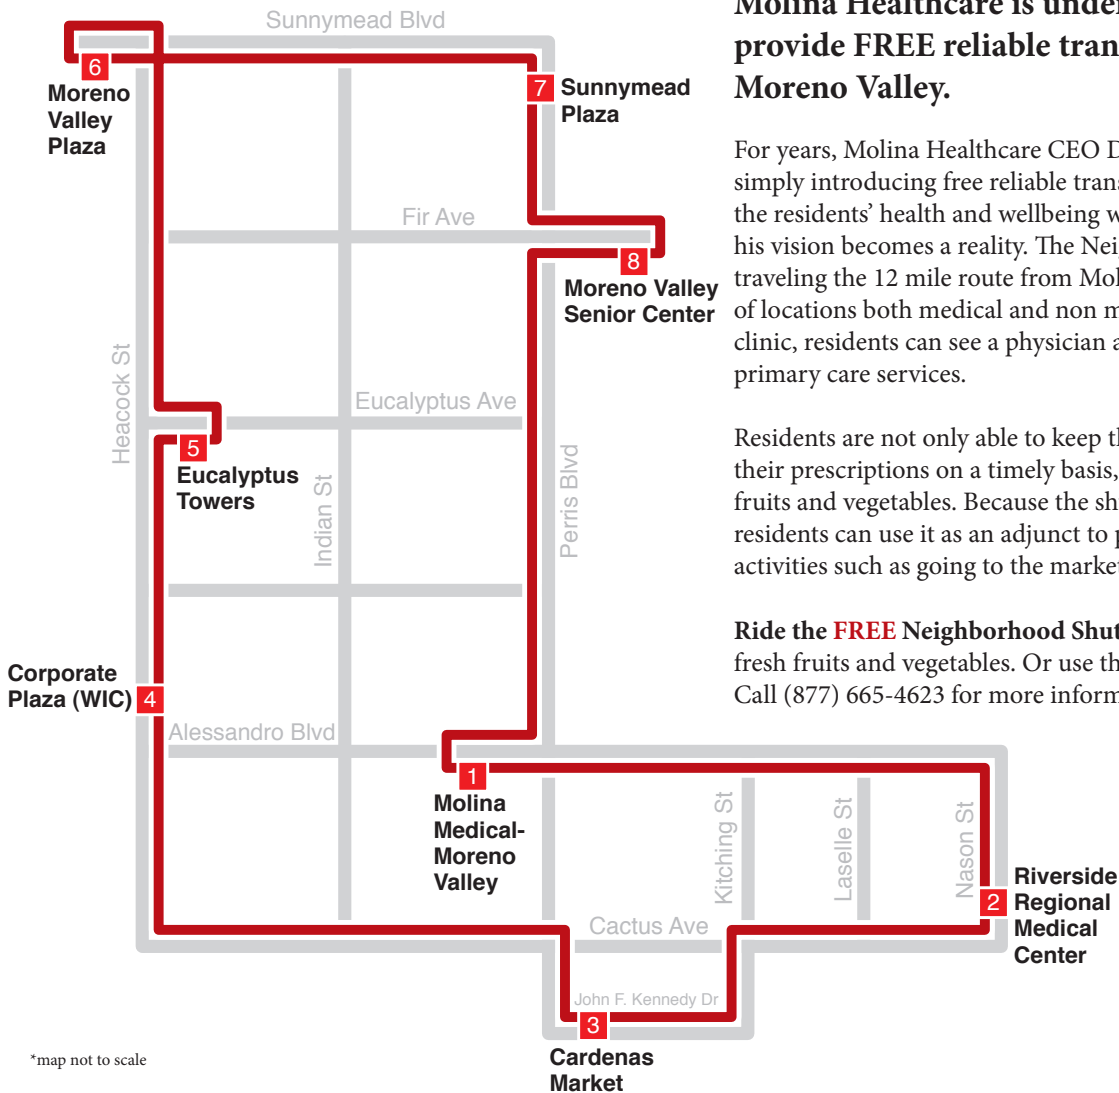 Sunnymead Blvd
6
Moreno
Valley
Plaza
7
Sunnymead
Plaza
Fir Ave
8
Moreno Valley
Senior Center
Heacock St
Eucalyptus Ave
5
Eucalyptus
Towers
Indian St
Perris Blvd
Corporate
Plaza (WIC)
4
Alessandro Blvd
1
Molina
Medical-
Moreno
Valley
Kitching St
Laselle St
Nason St
2
Riverside
Regional
Medical
Center
Cactus Ave
John F. Kennedy Dr
3
Cardenas
Market
*map not to scale
Molina Healthcare is under
provide FREE reliable tran
Moreno Valley.
For years, Molina Healthcare CEO D
simply introducing free reliable trans
the residents’ health and wellbeing w
his vision becomes a reality. The Neig
traveling the 12 mile route from Mol
of locations both medical and non m
clinic, residents can see a physician a
primary care services.
Residents are not only able to keep th
their prescriptions on a timely basis,
fruits and vegetables. Because the sh
residents can use it as an adjunct to p
activities such as going to the market
Ride the FREE Neighborhood Shut
fresh fruits and vegetables. Or use th
Call (877) 665-4623 for more inform